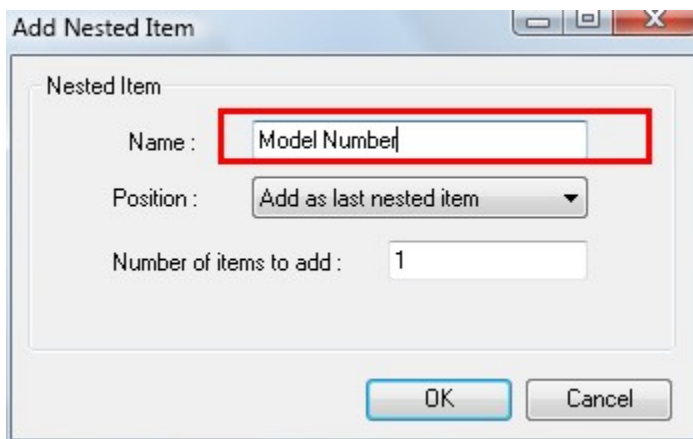 Add Nested Item
Nested Item
Name : Model Number
Position : Add as last nested item
Number of items to add : 1
OK Cancel